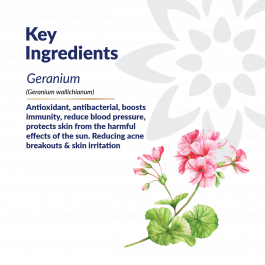 Key
Ingredients
Geranium
(Geranium wallichianum)
Antioxidant, antibacterial, boosts
immunity, reduce blood pressure,
protects skin from the harmful
effects of the sun. Reducing acne
breakouts & skin irritation